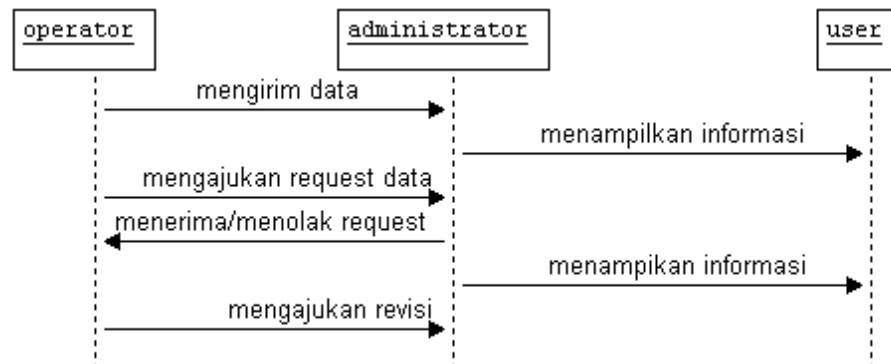 operator
administrator
user
mengirim data
menampilkan informasi
mengajukan request data
menerima/menolak request
menampikan informasi
mengajukan revisi